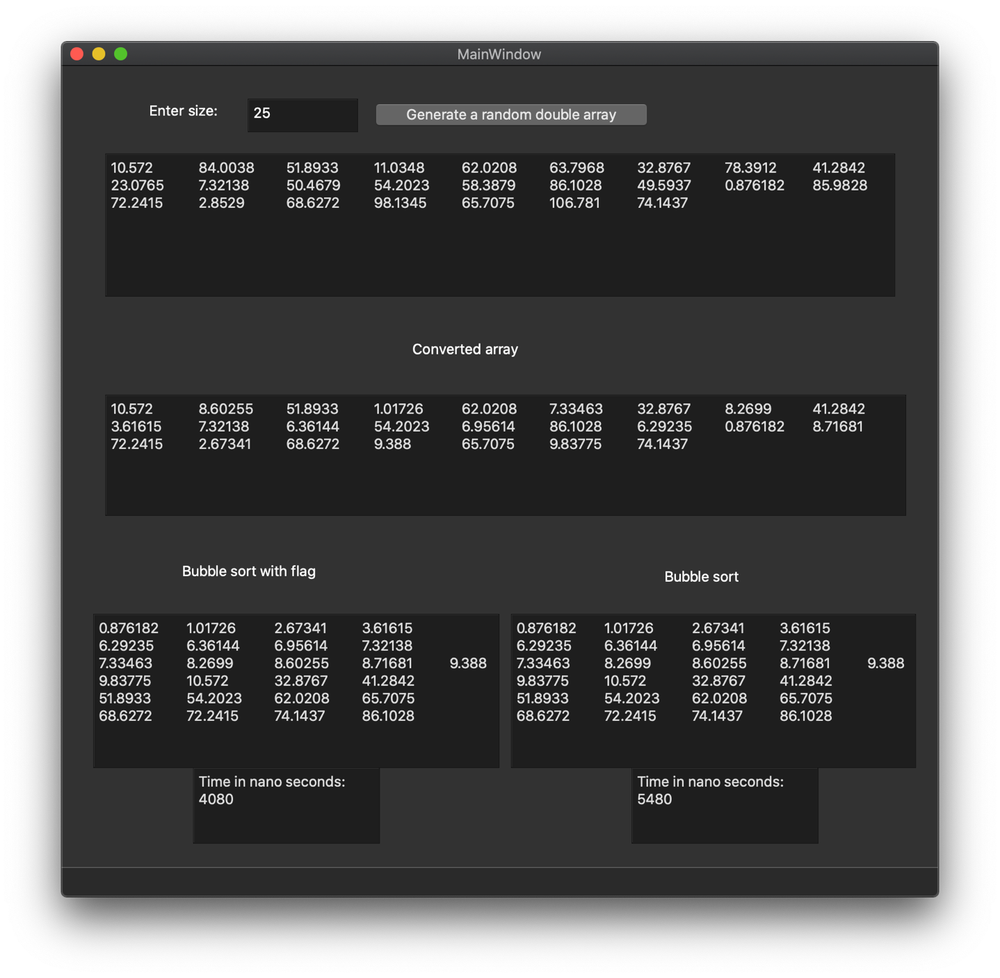 MainWindow
Enter size: 25 Generate a random double array
10.572 84.0038 51.8933 11.0348 62.0208 63.7968 32.8767 78.3912 41.2842
23.0765 7.32138 50.4679 54.2023 58.3879 86.1028 49.5937 0.876182 85.9828
72.2415 2.8529 68.6272 98.1345 65.7075 106.781 74.1437
Converted array
10.572 8.60255 51.8933 1.01726 62.0208 7.33463 32.8767 8.2699 41.2842
3.61615 7.32138 6.36144 54.2023 6.95614 86.1028 6.29235 0.876182 8.71681
72.2415 2.67341 68.6272 9.388 65.7075 9.83775 74.1437
Bubble sort with flag
0.876182 1.01726 2.67341 3.61615
6.29235 6.36144 6.95614 7.32138
7.33463 8.2699 8.60255 8.71681 9.388
9.83775 10.572 32.8767 41.2842
51.8933 54.2023 62.0208 65.7075
68.6272 72.2415 74.1437 86.1028
Time in nano seconds:
4080
Bubble sort
0.876182 1.01726 2.67341 3.61615
6.29235 6.36144 6.95614 7.32138
7.33463 8.2699 8.60255 8.71681 9.388
9.83775 10.572 32.8767 41.2842
51.8933 54.2023 62.0208 65.7075
68.6272 72.2415 74.1437 86.1028
Time in nano seconds:
5480